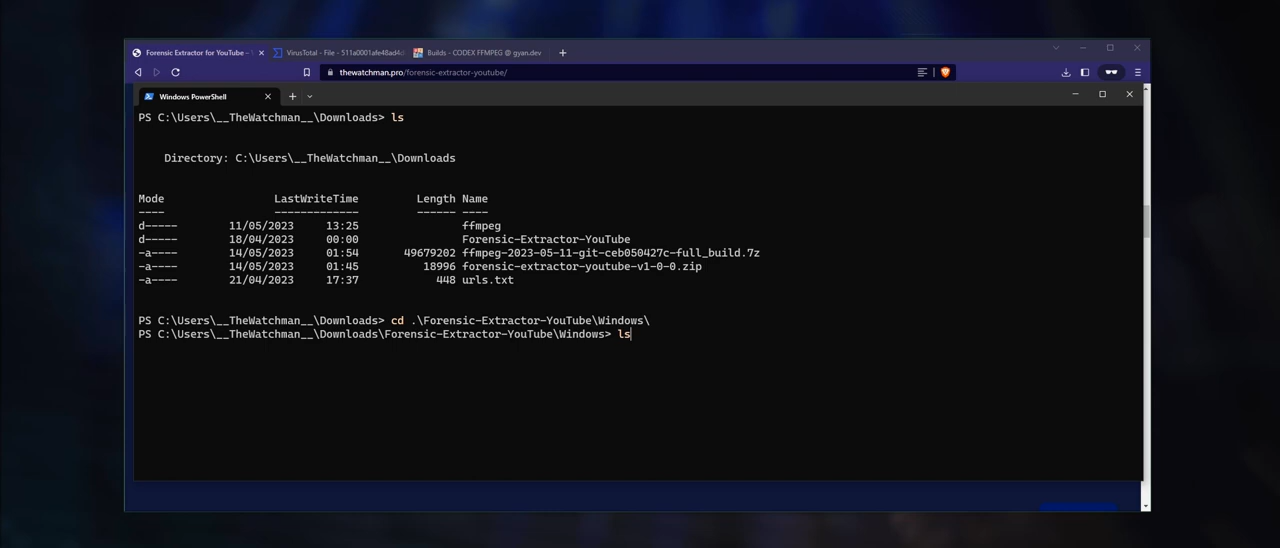 Forensic Extractor for YouTube –
VirusTotal - File - 511a0001afe48ad4d
Builds - CODEX FFMPEG @ gyan.dev
thewatchman.pro/forensic-extractor-youtube/
Windows PowerShell
PS C:\Users\__TheWatchman__\Downloads> ls
Directory: C:\Users\__TheWatchman__\Downloads
Mode LastWriteTime Length Name
---- ------------- ------ ----
d----- 11/05/2023 13:25 ffmpeg
d----- 18/04/2023 00:00 Forensic-Extractor-YouTube
-a---- 14/05/2023 01:54 49679202 ffmpeg-2023-05-11-git-ceb050427c-full_build.7z
-a---- 14/05/2023 01:45 18996 forensic-extractor-youtube-v1-0-0.zip
-a---- 21/04/2023 17:37 448 urls.txt
PS C:\Users\__TheWatchman__\Downloads> cd .\Forensic-Extractor-YouTube\Windows\
PS C:\Users\__TheWatchman__\Downloads\Forensic-Extractor-YouTube\Windows> ls